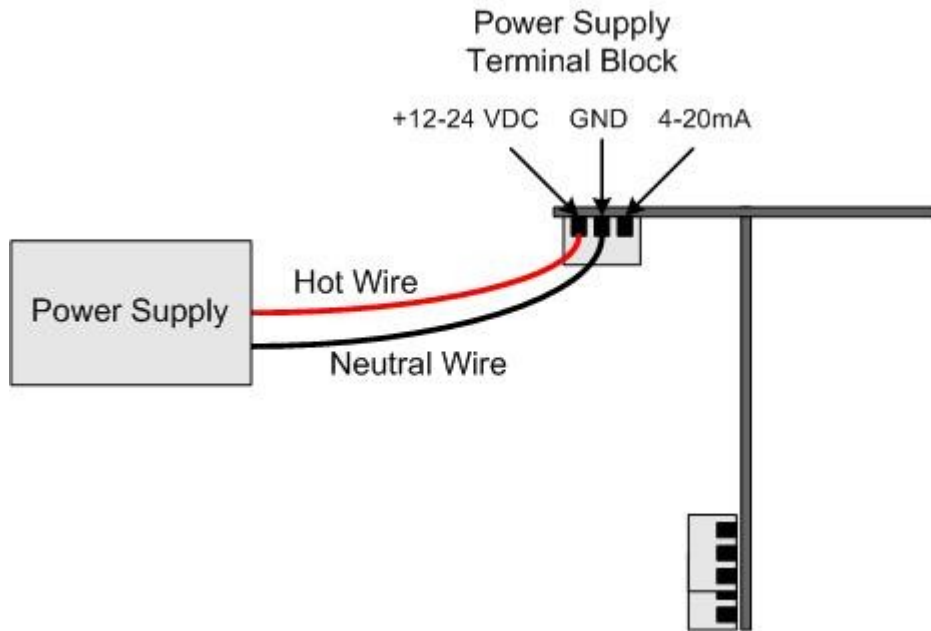 Power Supply
Terminal Block
+12-24 VDC GND 4-20mA
Hot Wire
Power Supply
Neutral Wire